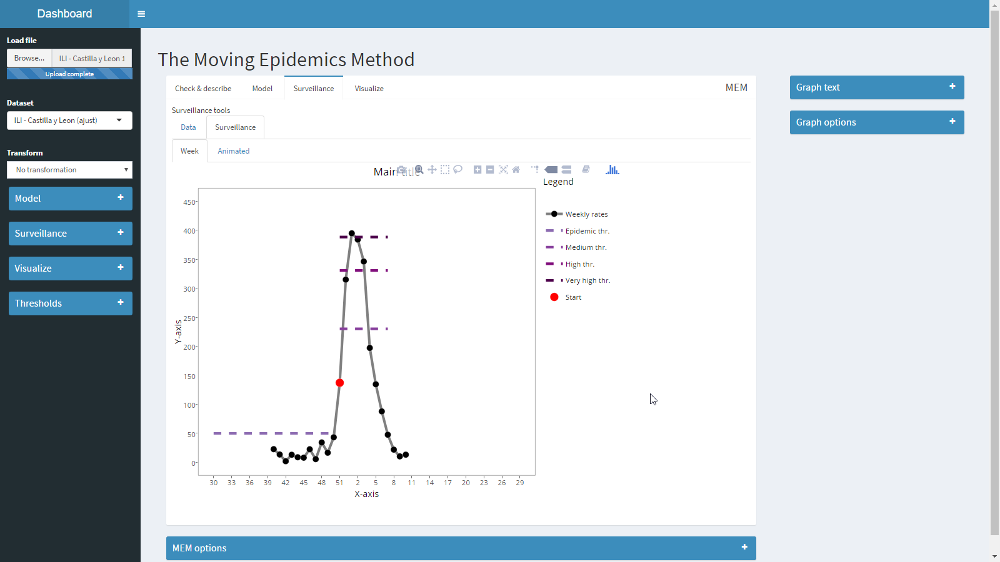 Dashboard
Load file
Browse...
ILI - Castilla y Leon 1
Upload complete
Dataset
ILI - Castilla y Leon (ajust)
Transform
No transformation
Model
Surveillance
Visualize
Thresholds
The Moving Epidemics Method
Check & describe
Model
Surveillance
Visualize
MEM
Surveillance tools
Data
Surveillance
Week
Animated
Main title
Legend
Weekly rates
Epidemic thr.
Medium thr.
High thr.
Very high thr.
Start
Y-axis
450
400
350
300
250
200
150
100
50
0
30 33 36 39 42 45 48 51 2 5 8 11 14 17 20 23 26 29
X-axis
MEM options
Graph text
Graph options